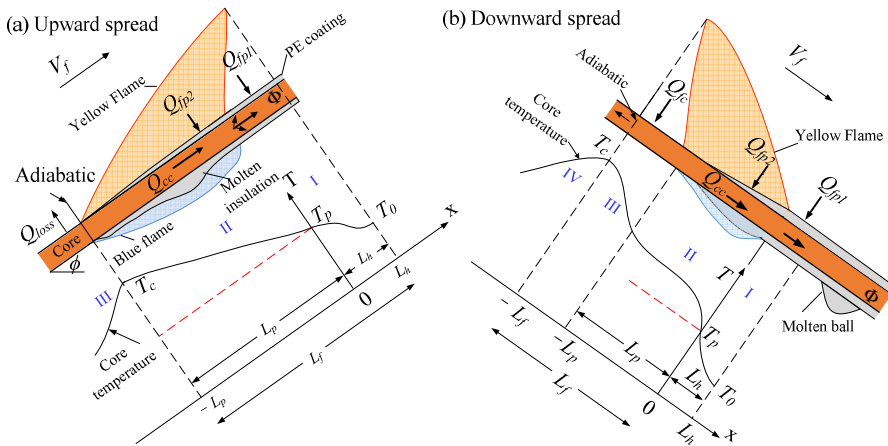 (a) Upward spread
V_f
Yellow Flame
Q_fp2
Q_fp1
PE coating
Φ
Adiabatic
Q_loss
Core
ϕ
Q_cc
Molten
insulation
Blue flame
T
I
II
III
T_p
T_0
x
T_c
L_h
L_h
0
L_p
L_f
Core
temperature
- L_p
(b) Downward spread
Adiabatic
Q_fc
V_f
Core
temperature
T_c
Yellow Flame
Q_fp2
Q_cc
Q_fp1
IV
III
II
I
T
Φ
Molten ball
T_p
T_0
- L_f
-L_p
L_p
L_h
L_f
0
L_h
x